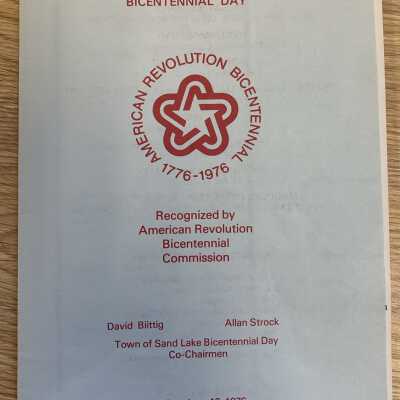 BICENTENNIAL DAY
AMERICAN REVOLUTION BICENTENNIAL
1776-1976
Recognized by
American Revolution
Bicentennial
Commission
David Biittig
Allan Strock
Town of Sand Lake Bicentennial Day
Co-Chairmen